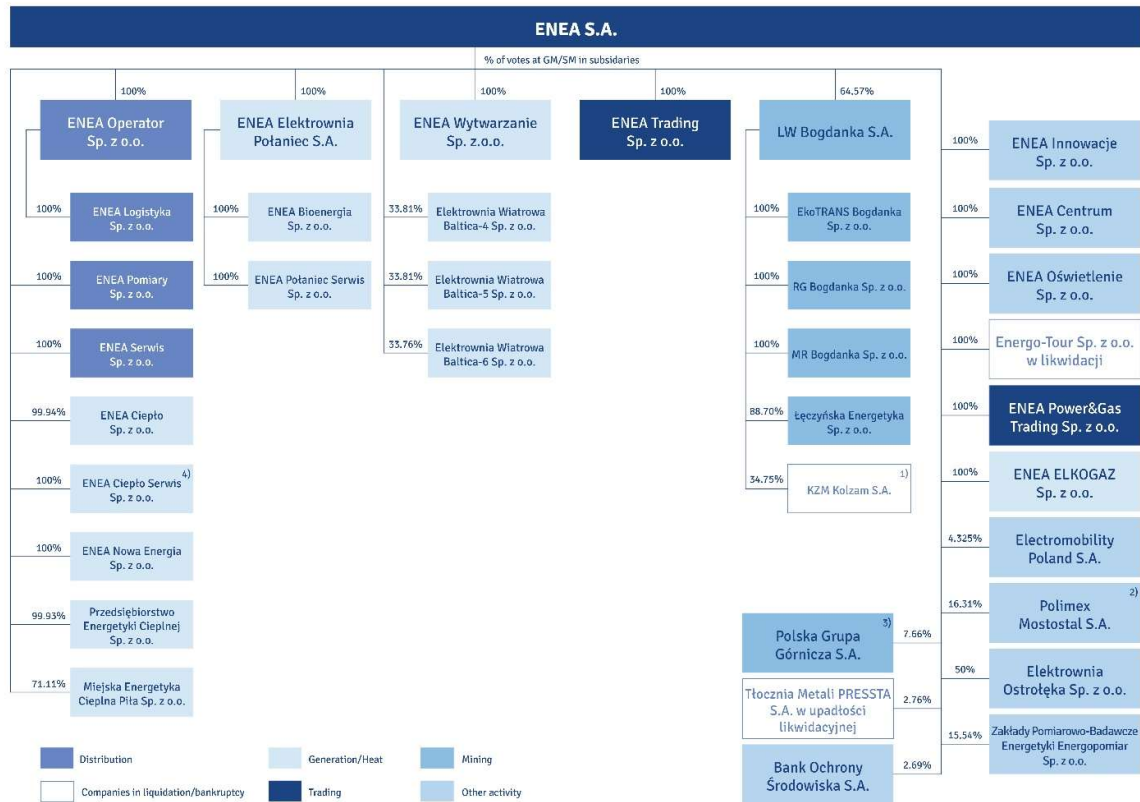 ENEA S.A.
% of votes at GM/SM in subsidaries
100%
ENEA Operator
Sp. z o.o.
100%
ENEA Logistyka
Sp. z o.o.
100%
ENEA Pomiary
Sp. z o.o.
100%
ENEA Serwis
Sp. z o.o.
99.94%
ENEA Ciepło
Sp. z o.o.
100%
ENEA Ciepło Serwis 4)
Sp. z o.o.
100%
ENEA Nowa Energia
Sp. z o.o.
99.93%
Przedsiębiorstwo
Energetyki Cieplnej
Sp. z o.o.
71.11%
Miejska Energetyka
Cieplna Piła Sp. z o.o.
100%
ENEA Elektrownia
Połaniec S.A.
100%
ENEA Bioenergia
Sp. z o.o.
100%
ENEA Połaniec Serwis
Sp. z o.o.
100%
ENEA Wytwarzanie
Sp. z.o.o.
33.81%
Elektrownia Wiatrowa
Baltica-4 Sp. z o.o.
33.81%
Elektrownia Wiatrowa
Baltica-5 Sp. z o.o.
33.76%
Elektrownia Wiatrowa
Baltica-6 Sp. z o.o.
100%
ENEA Trading
Sp. z o.o.
64.57%
LW Bogdanka S.A.
100%
EkoTRANS Bogdanka
Sp. z o.o.
100%
RG Bogdanka Sp. z o.o.
100%
MR Bogdanka Sp. z o.o.
88.70%
Łęczyńska Energetyka
Sp. z o.o.
34.75%
KZM Kolzam S.A. 1)
100%
ENEA Innowacje
Sp. z o.o.
100%
ENEA Centrum
Sp. z o.o.
100%
ENEA Oświetlenie
Sp. z o.o.
100%
Energo-Tour Sp. z o.o.
w likwidacji
100%
ENEA Power&Gas
Trading Sp. z o.o.
100%
ENEA ELKOGAZ
Sp. z o.o.
4,325%
Electromobility
Poland S.A.
16.31%
Polimex 2)
Mostostal S.A.
50%
Elektrownia
Ostrołęka Sp. z o.o.
15,54%
Zakłady Pomiarowo-Badawcze
Energetyki Energopomiar
Sp. z o.o.
Polska Grupa 3)
Górnicza S.A.
7.66%
Tłocznia Metali PRESSTA
S.A. w upadłości
likwidacyjnej
2.76%
Bank Ochrony
Środowiska S.A.
2.69%
Distribution
Generation/Heat
Mining
Companies in liquidation/bankruptcy
Trading
Other activity